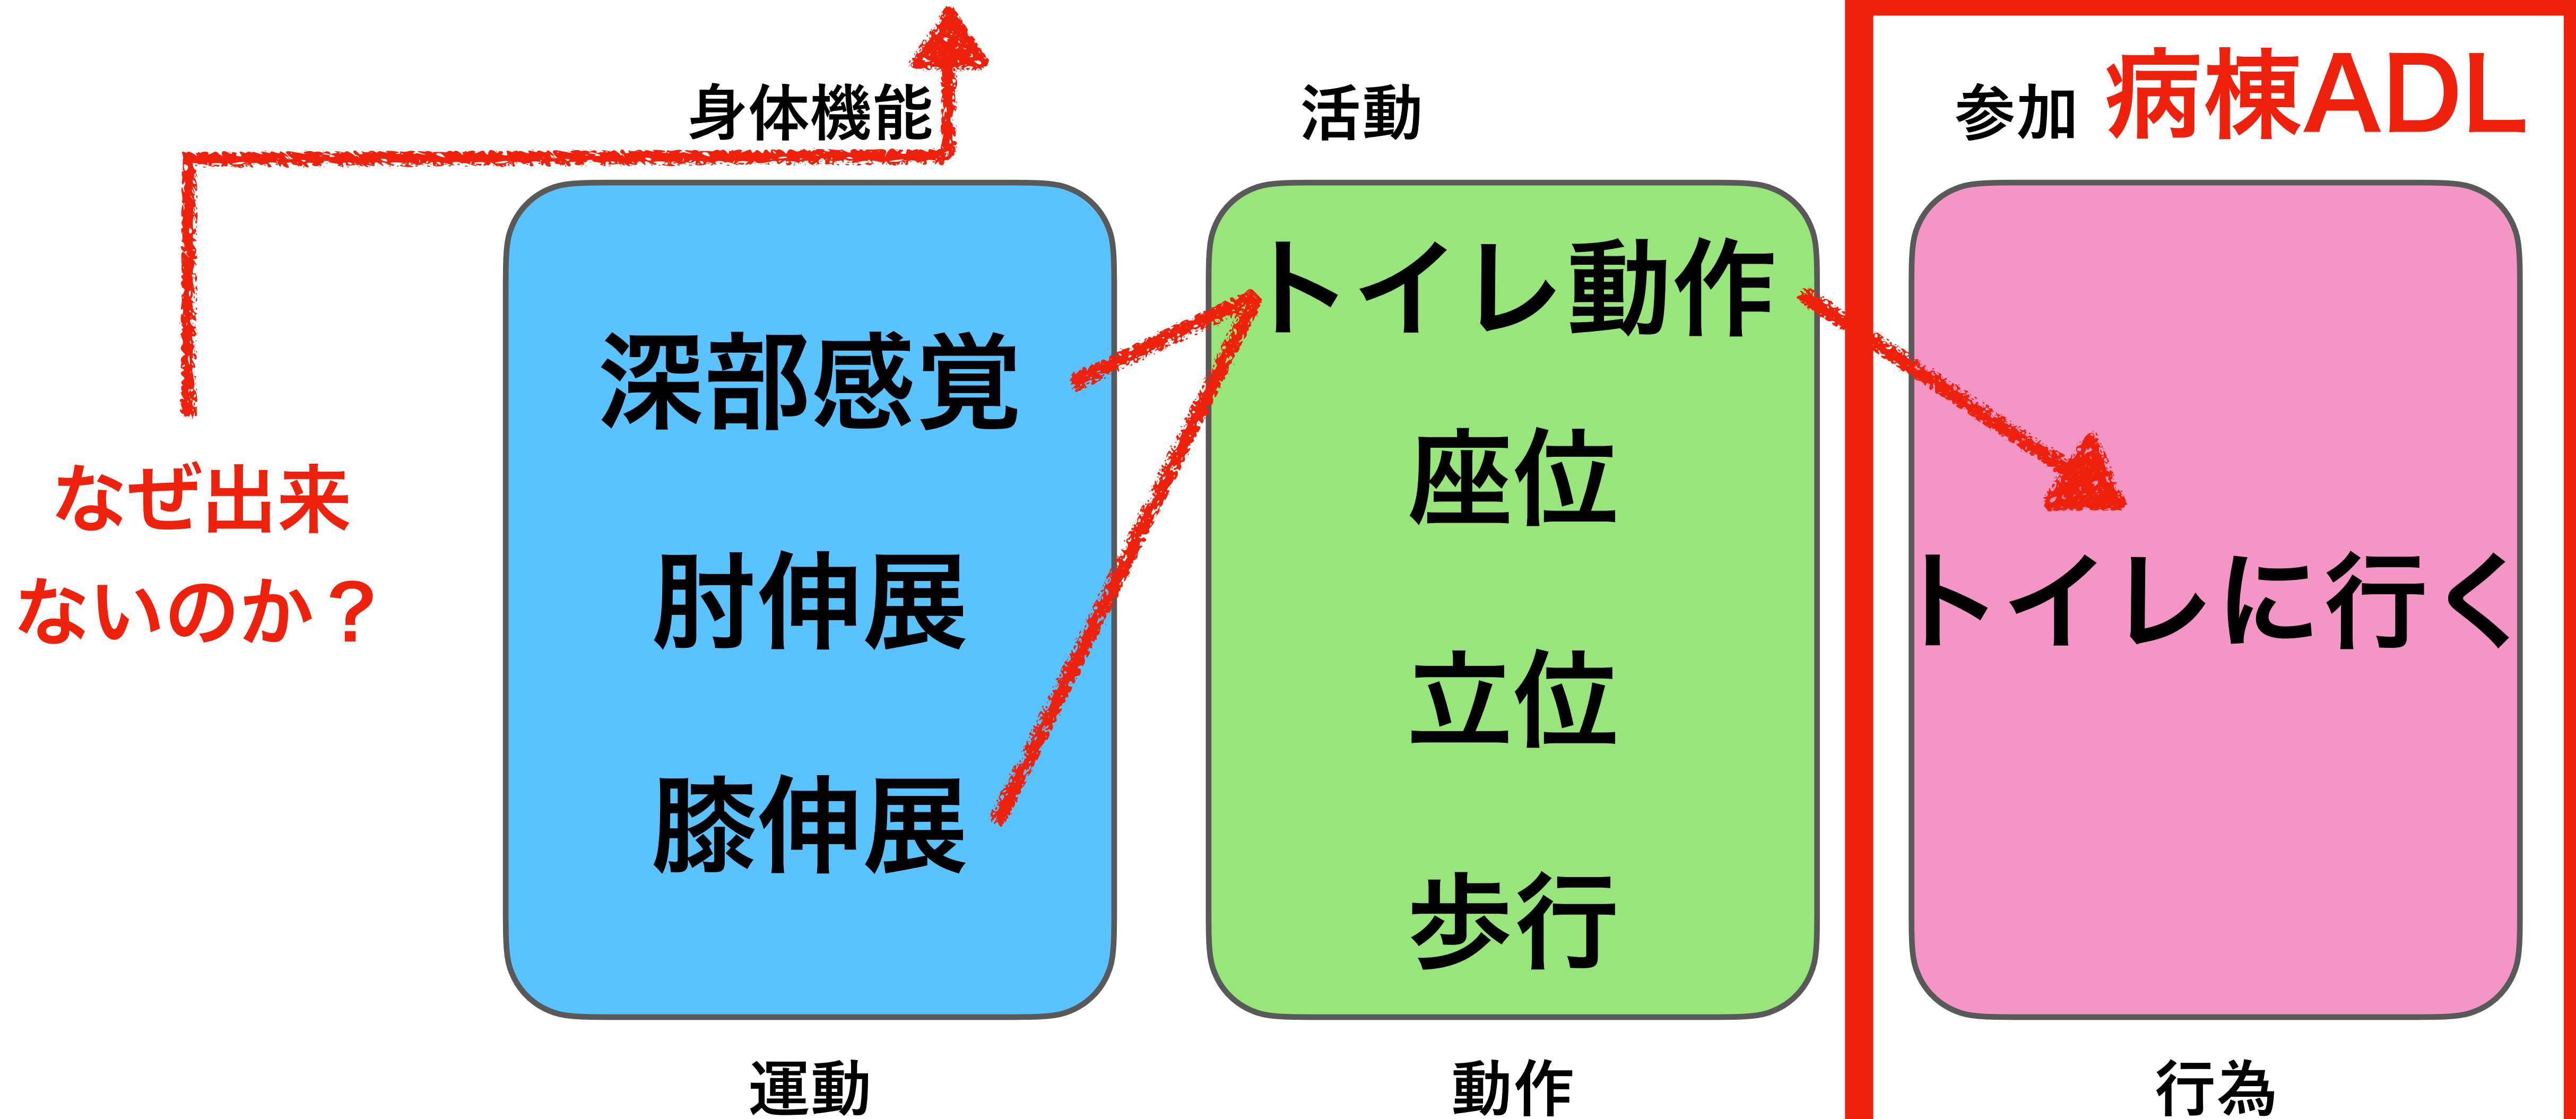 身体機能
活動
参加 病棟ADL
なぜ出来
ないのか？
深部感覚
肘伸展
膝伸展
トイレ動作
座位
立位
歩行
トイレに行く
運動
動作
行為